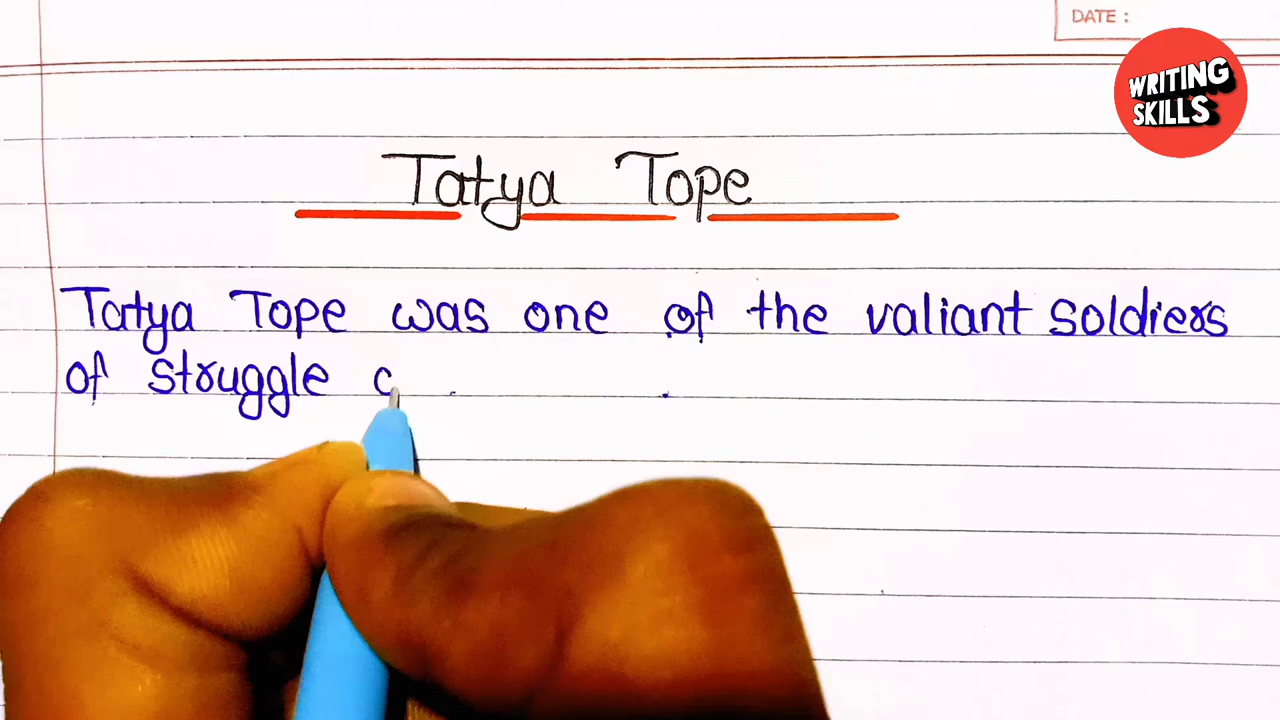 DATE :
WRITING
SKILLS
Tatya Tope
Tatya Tope was one of the valiant soldiers
of struggle